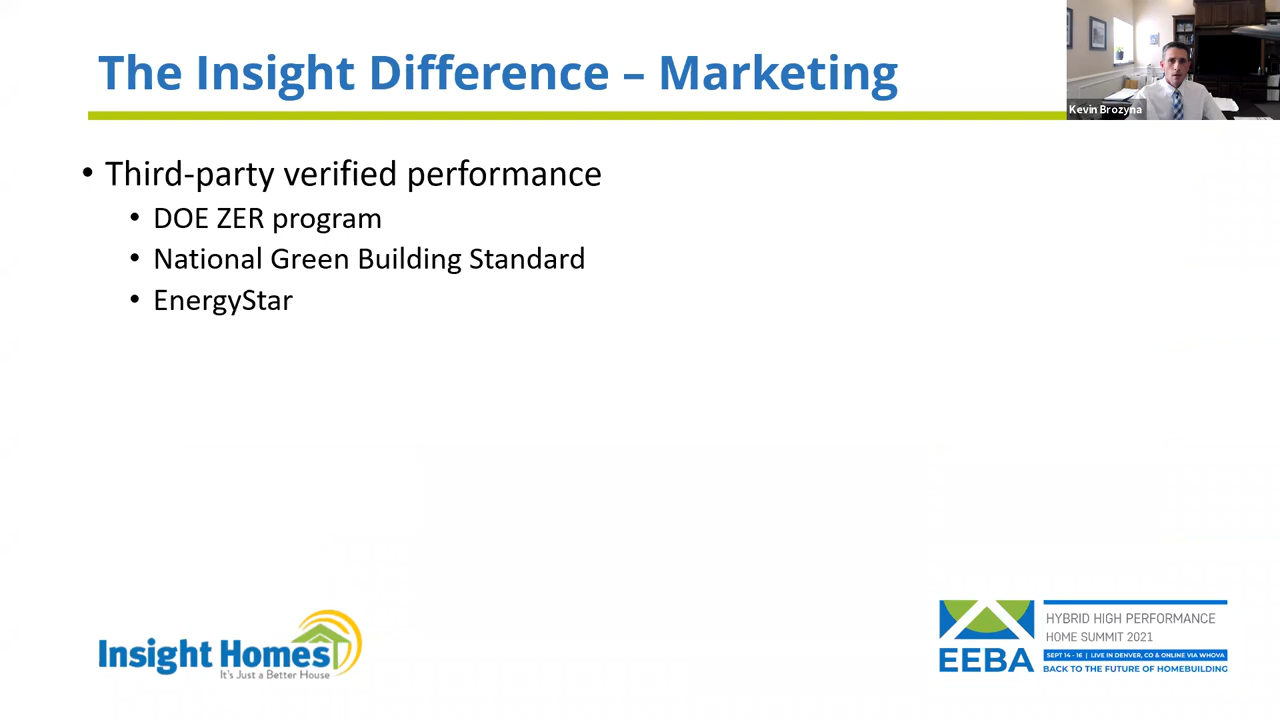 The Insight Difference – Marketing
Kevin Brozyna
• Third-party verified performance
• DOE ZER program
• National Green Building Standard
• EnergyStar
Insight Homes
It's Just a Better House
EEBA
HYBRID HIGH PERFORMANCE
HOME SUMMIT 2021
SEPT 14 - 16 | LIVE IN DENVER, CO & ONLINE VIA WHOVA
BACK TO THE FUTURE OF HOMEBUILDING